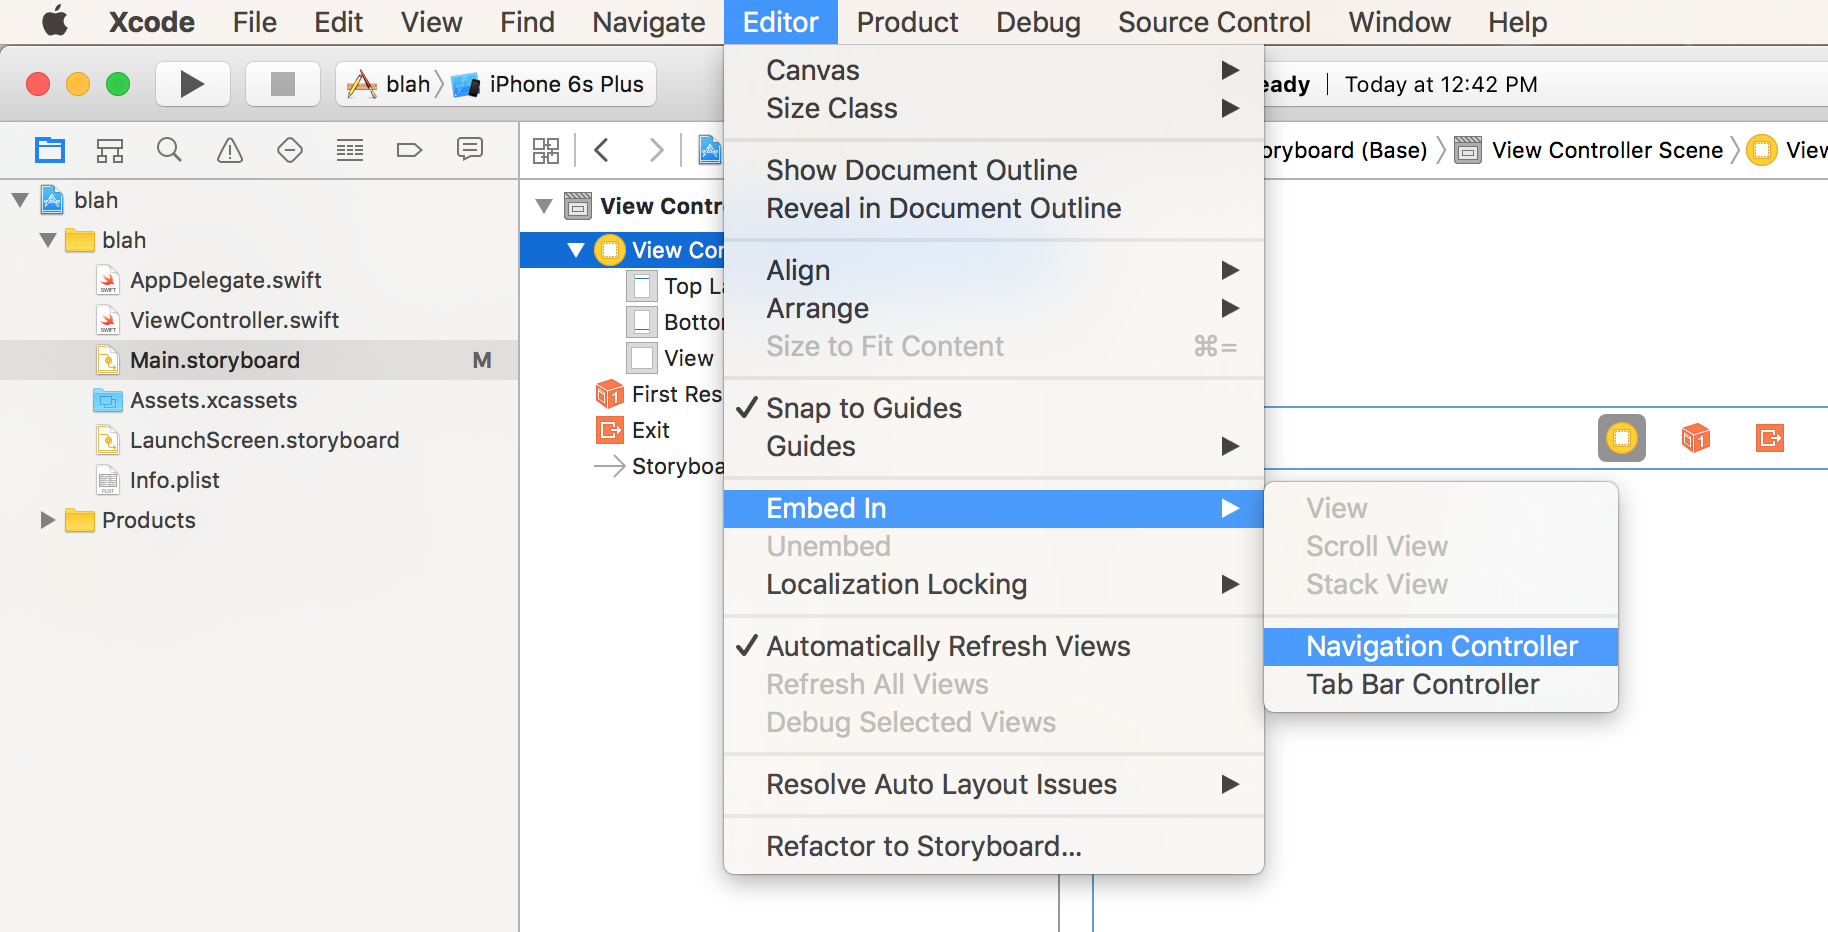 Xcode File Edit View Find Navigate Editor Product Debug Source Control Window Help
blah iPhone 6s Plus
eady Today at 12:42 PM
oryboard (Base) View Controller Scene View
blah
blah
AppDelegate.swift
ViewController.swift
Main.storyboard M
Assets.xcassets
LaunchScreen.storyboard
Info.plist
Products
View Contr
View Con
Top La
Bottom
View
First Res
Exit
Storyboa
Canvas
Size Class
Show Document Outline
Reveal in Document Outline
Align
Arrange
Size to Fit Content ⌘=
Snap to Guides
Guides
Embed In
Unembed
Localization Locking
Automatically Refresh Views
Refresh All Views
Debug Selected Views
Resolve Auto Layout Issues
Refactor to Storyboard...
View
Scroll View
Stack View
Navigation Controller
Tab Bar Controller